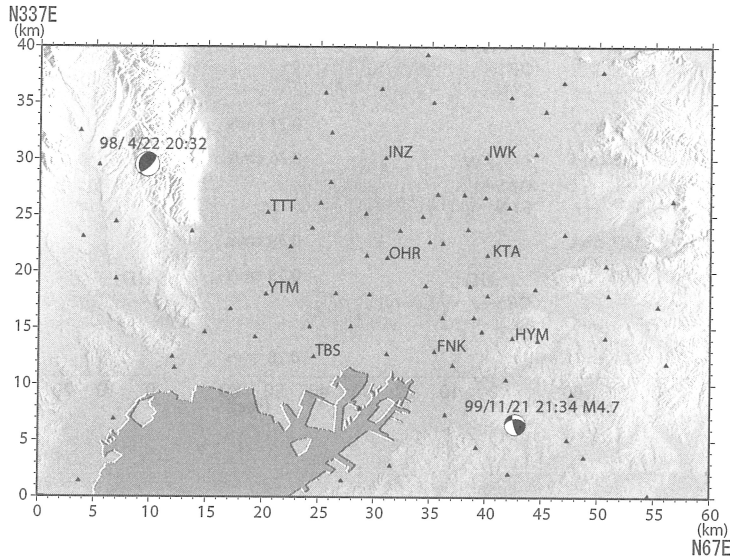 N337E
(km)
40
35
30
25
20
15
10
5
0
98/ 4/22 20:32
INZ
IWK
TTT
OHR
KTA
YTM
TBS
FNK
HYM
99/11/21 21:34 M4.7
0 5 10 15 20 25 30 35 40 45 50 55 60
(km)
N67E